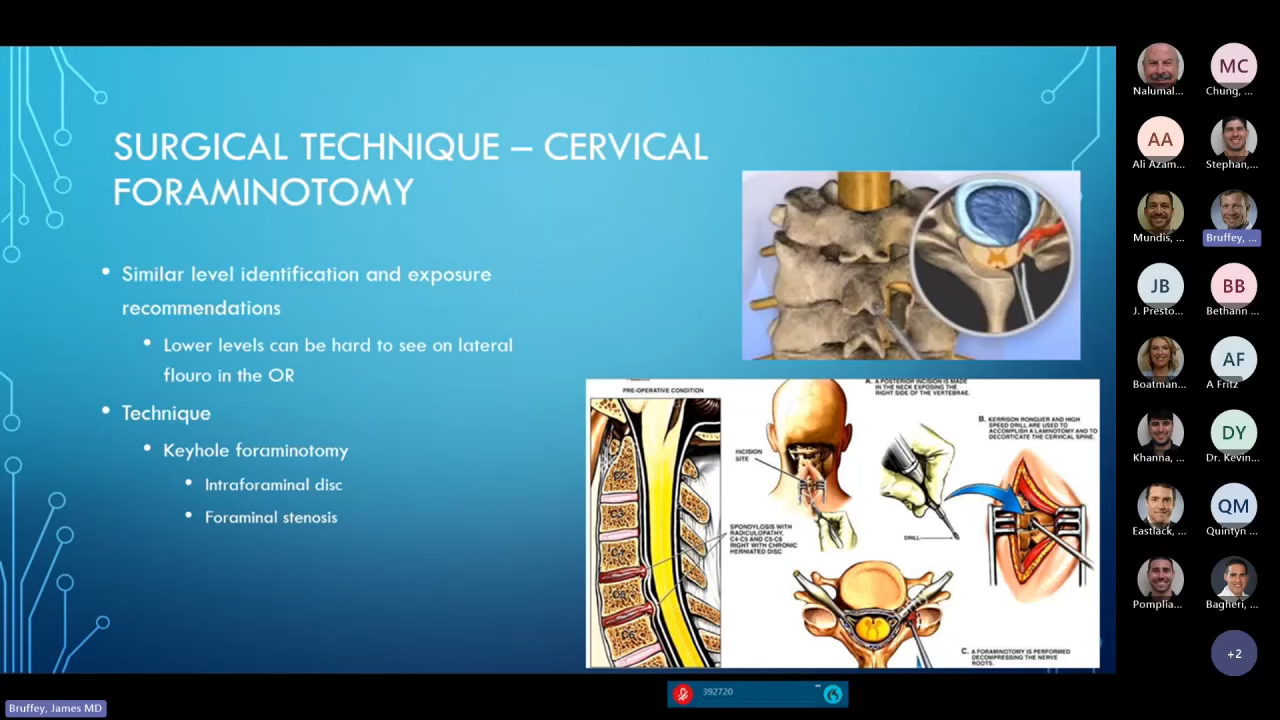 SURGICAL TECHNIQUE – CERVICAL
FORAMINOTOMY
• Similar level identification and exposure
recommendations
• Lower levels can be hard to see on lateral
flouro in the OR
• Technique
• Keyhole foraminotomy
• Intraforaminal disc
• Foraminal stenosis
PRE-OPERATIVE CONDITION
C3
C4
C5
C6
SPONDYLOSIS WITH
RADICULOPATHY,
C4-C5 AND C5-C6
RIGHT WITH CHRONIC
HERNIATED DISC
INCISION
SITE
A. A POSTERIOR INCISION IS MADE
IN THE NECK EXPOSING THE
RIGHT SIDE OF THE VERTEBRAE.
B. KERRISON RONGUER AND HIGH
SPEED DRILL ARE USED TO
ACCOMPLISH A LAMINOTOMY AND TO
DECORTICATE THE CERVICAL SPINE.
DRILL
C. A FORAMINOTOMY IS PERFORMED
DECOMPRESSING THE NERVE
ROOTS.
Nalumal...
MC
Chung, ...
AA
Ali Azam...
Stephan,...
Mundis, ...
Bruffey, ...
JB
J. Presto...
BB
Bethann ...
Boatman...
AF
A Fritz
Khanna, ...
DY
Dr. Kevin...
Eastlack, ...
QM
Quintyn ...
Pomplia...
Bagheri, ...
+2
392720
Bruffey, James MD